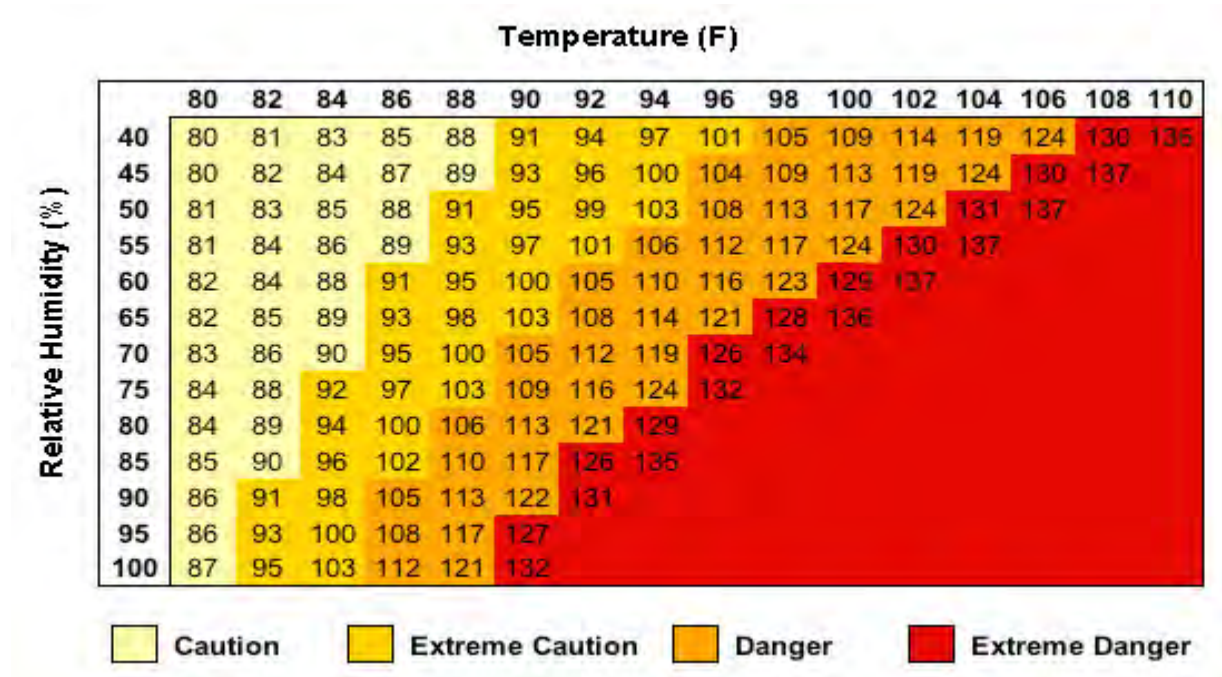 Temperature (F)
80 82 84 86 88 90 92 94 96 98 100 102 104 106 108 110
40 80 81 83 85 88 91 94 97 101 105 109 114 119 124 130 136
45 80 82 84 87 89 93 96 100 104 109 113 119 124 130 137
50 81 83 85 88 91 95 99 103 108 113 117 124 131 137
55 81 84 86 89 93 97 101 106 112 117 124 130 137
60 82 84 88 91 95 100 105 110 116 123 129 137
65 82 85 89 93 98 103 108 114 121 128 136
70 83 86 90 95 100 105 112 119 126 134
75 84 88 92 97 103 109 116 124 132
80 84 89 94 100 106 113 121 129
85 85 90 96 102 110 117 126 135
90 86 91 98 105 113 122 131
95 86 93 100 108 117 127
100 87 95 103 112 121 132
Relative Humidity (%)
Caution Extreme Caution Danger Extreme Danger